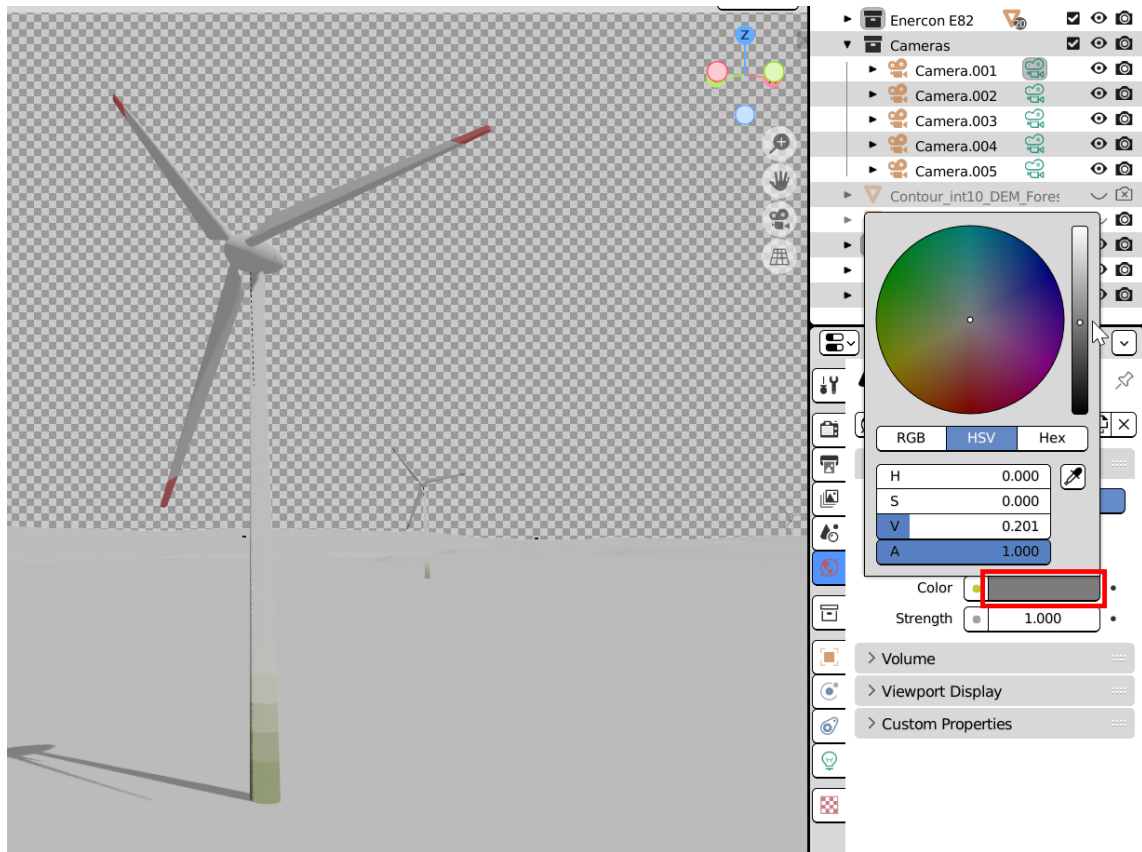 Enercon E82
20
Cameras
Camera.001
Camera.002
Camera.003
Camera.004
Camera.005
Contour_int10_DEM_Fores
Z
RGB HSV Hex
H 0.000
S 0.000
V 0.201
A 1.000
Color
Strength 1.000
Volume
Viewport Display
Custom Properties